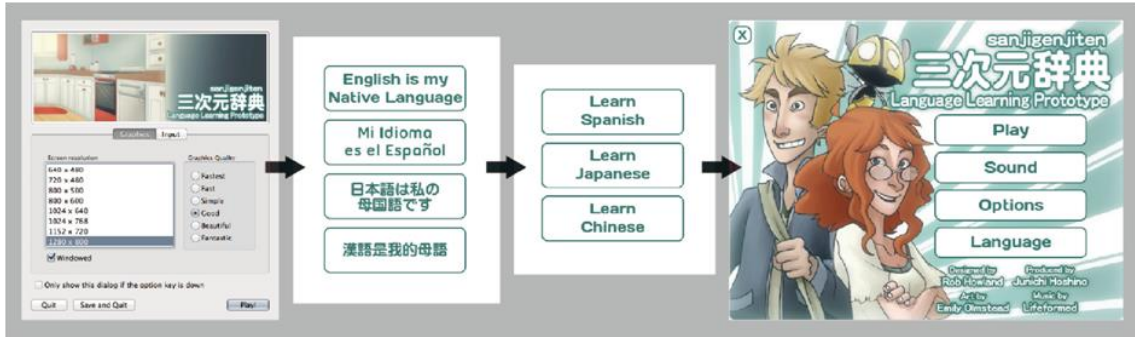 sanjigenjiten
三次元辞典
Language Learning Prototype
Graphics
Input
Screen resolution
Graphics Quality
640 x 480
720 x 480
800 x 500
800 x 600
1024 x 640
1024 x 768
1152 x 720
1280 x 800
Fastest
Fast
Simple
Good
Beautiful
Fantastic
Windowed
Only show this dialog if the option key is down
Quit
Save and Quit
Play!
English is my
Native Language
Mi Idioma
es el Español
日本語は私の
母国語です
漢語是我的母語
Learn
Spanish
Learn
Japanese
Learn
Chinese
X
sanjigenjiten
三次元辞典
Language Learning Prototype
Play
Sound
Options
Language
Designed by
Rob Howland
Produced by
Junichi Hoshino
Art by
Emily Olmstead
Music by
Lifeformed